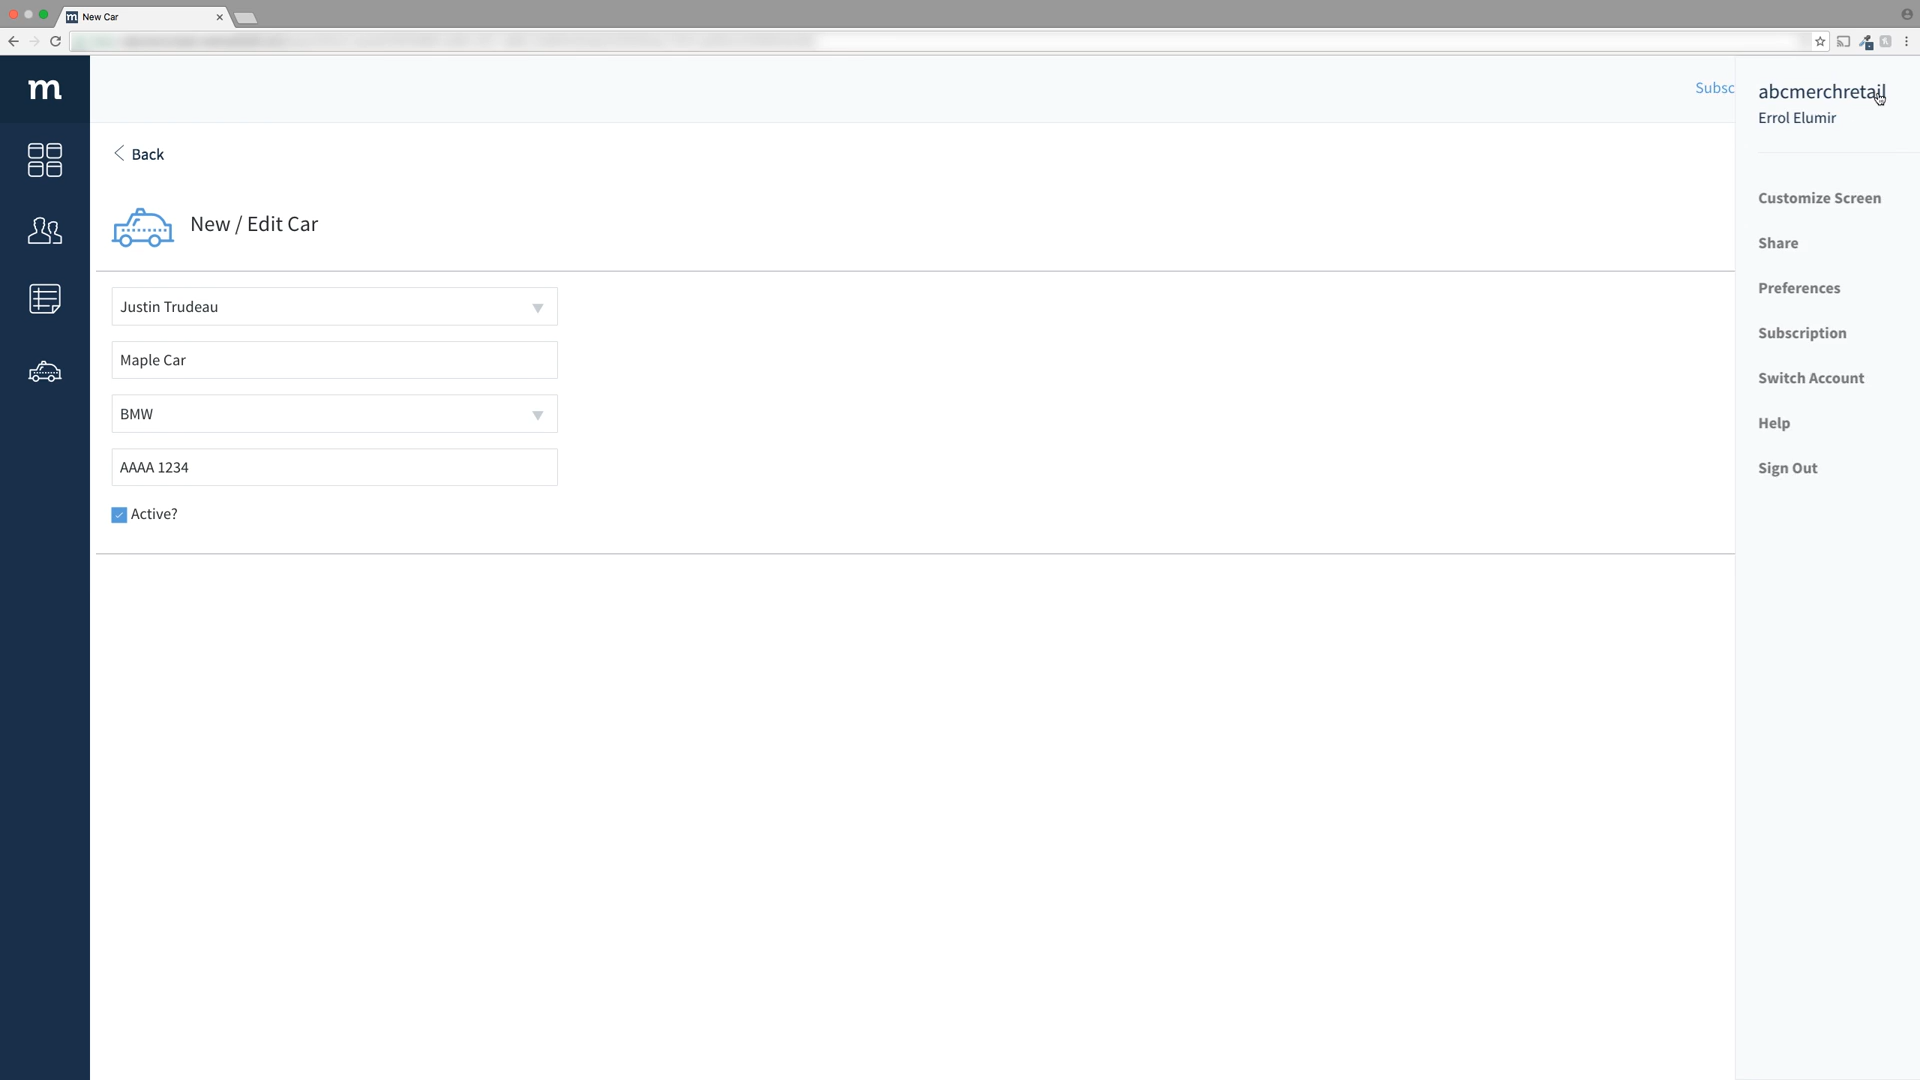 New Car
m
Subsc
abcmerchretail
Errol Elumir
Back
New / Edit Car
Justin Trudeau
Maple Car
BMW
AAAA 1234
Active?
Customize Screen
Share
Preferences
Subscription
Switch Account
Help
Sign Out